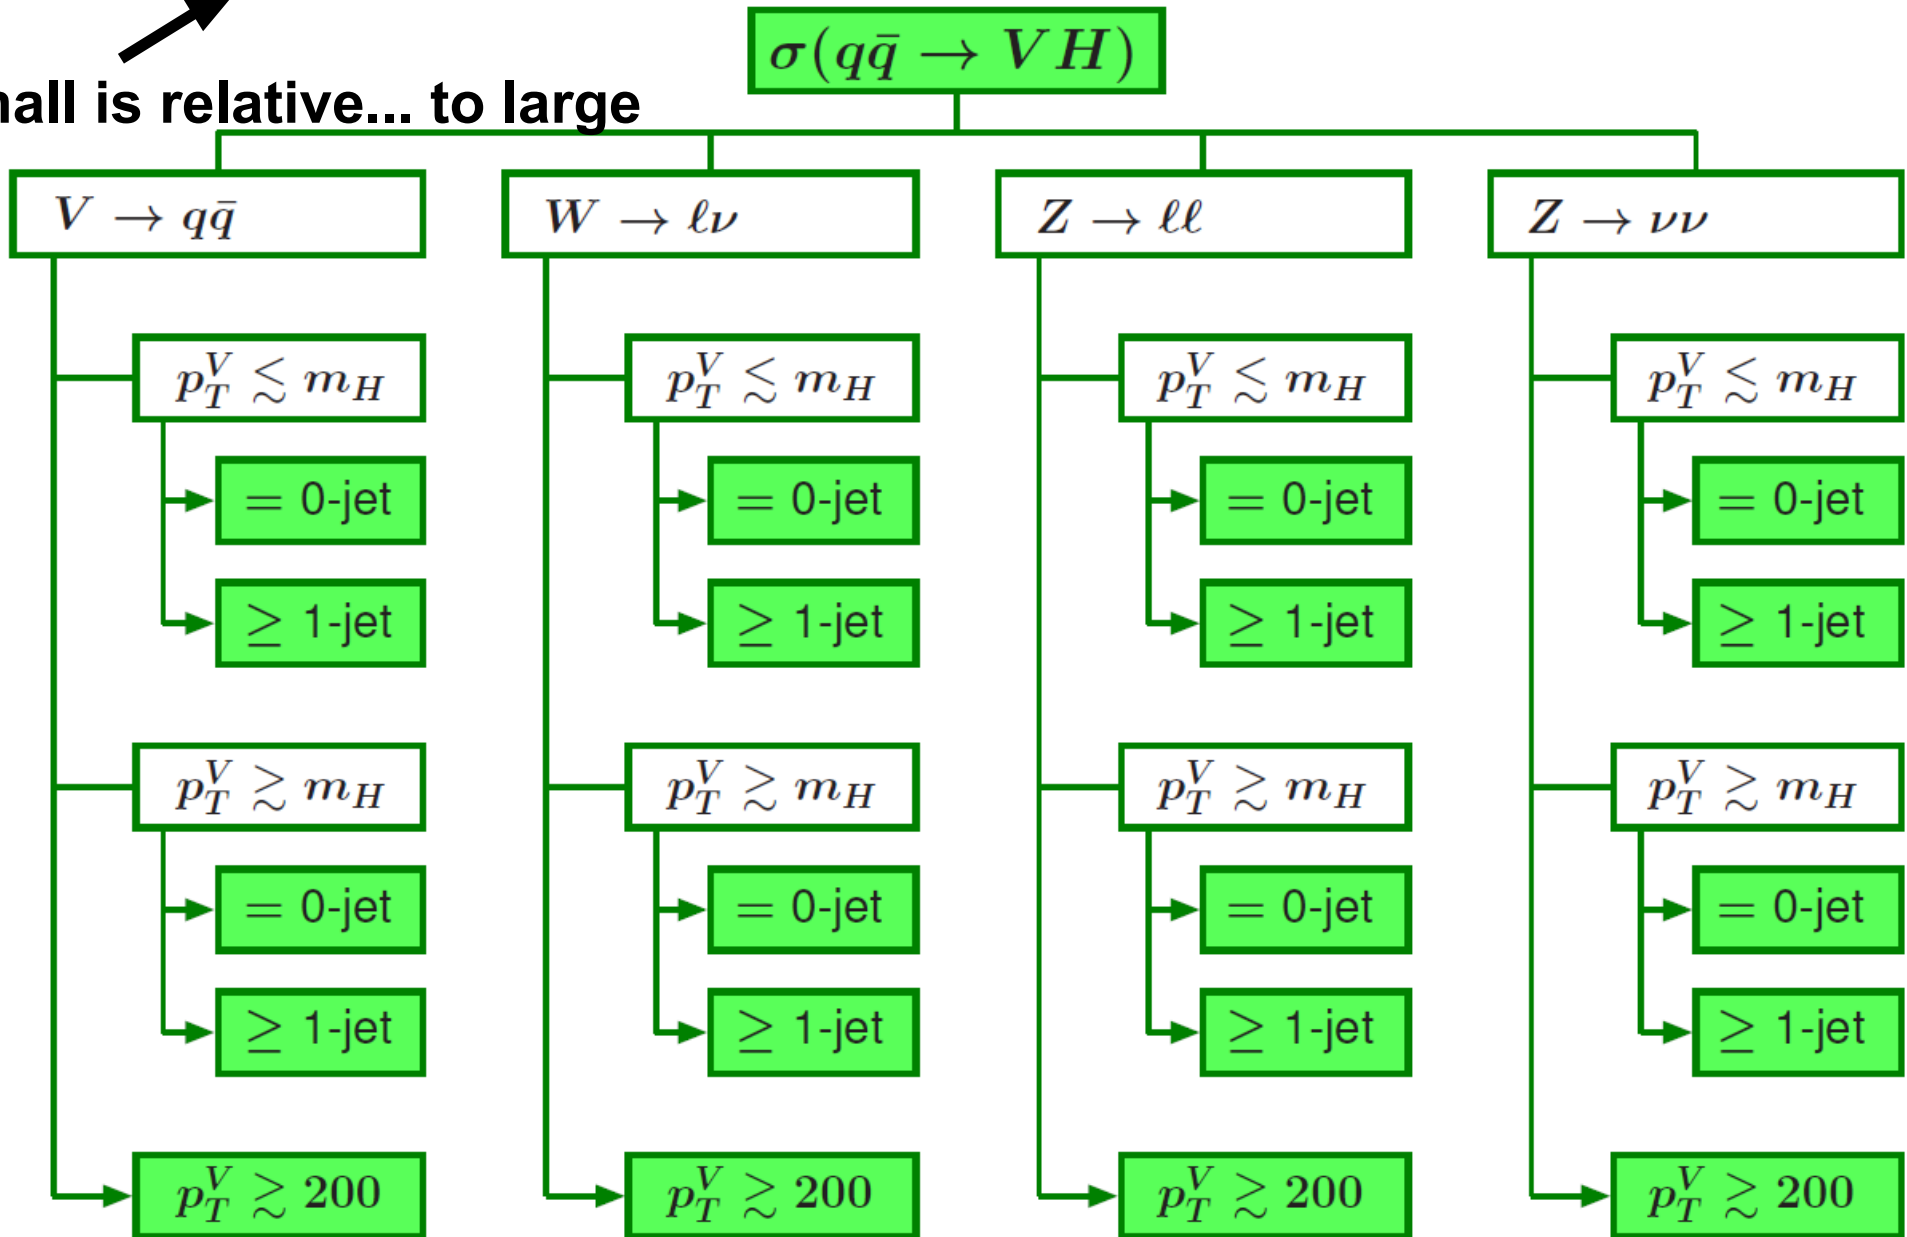 σ(qq̄ → VH)
is relative... to large
V → qq̄
W → ℓν
Z → ℓℓ
Z → νν
p_T^V ≲ m_H
p_T^V ≲ m_H
p_T^V ≲ m_H
p_T^V ≲ m_H
= 0-jet
= 0-jet
= 0-jet
= 0-jet
≥ 1-jet
≥ 1-jet
≥ 1-jet
≥ 1-jet
p_T^V ≳ m_H
p_T^V ≳ m_H
p_T^V ≳ m_H
p_T^V ≳ m_H
= 0-jet
= 0-jet
= 0-jet
= 0-jet
≥ 1-jet
≥ 1-jet
≥ 1-jet
≥ 1-jet
p_T^V ≳ 200
p_T^V ≳ 200
p_T^V ≳ 200
p_T^V ≳ 200